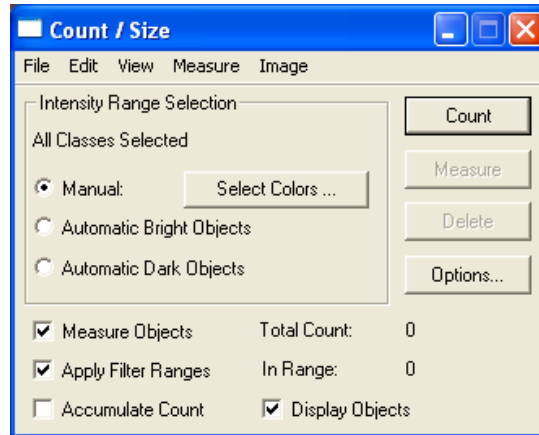 Count / Size
File Edit View Measure Image
Intensity Range Selection
All Classes Selected
Manual: Select Colors ...
Automatic Bright Objects
Automatic Dark Objects
Count
Measure
Delete
Options...
Measure Objects Total Count: 0
Apply Filter Ranges In Range: 0
Accumulate Count Display Objects